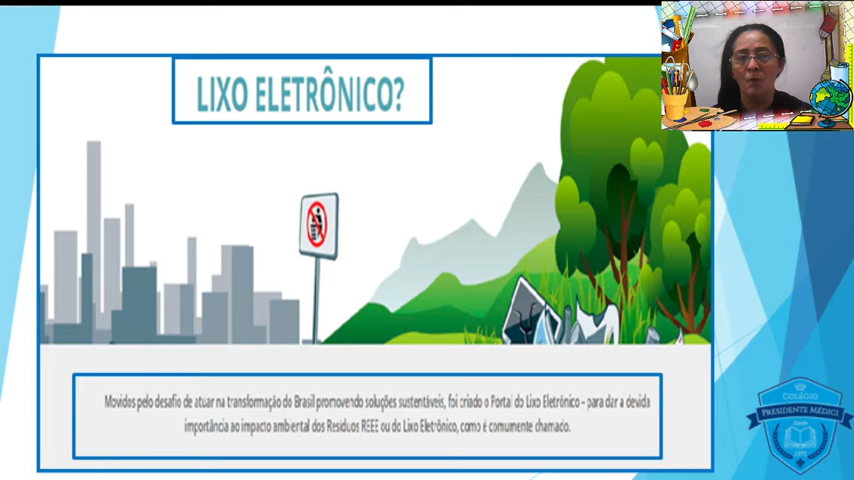 LIXO ELETRÔNICO?
Movidos pelo desafio de atuar na transformação do Brasil promovendo soluções sustentáveis, foi criado o Portal do Lixo Eletrônico – para dar a devida
importância ao impacto ambiental dos Resíduos REEE ou do Lixo Eletrônico, como é comumente chamado.
COLÉGIO
PRESIDENTE MÉDICI